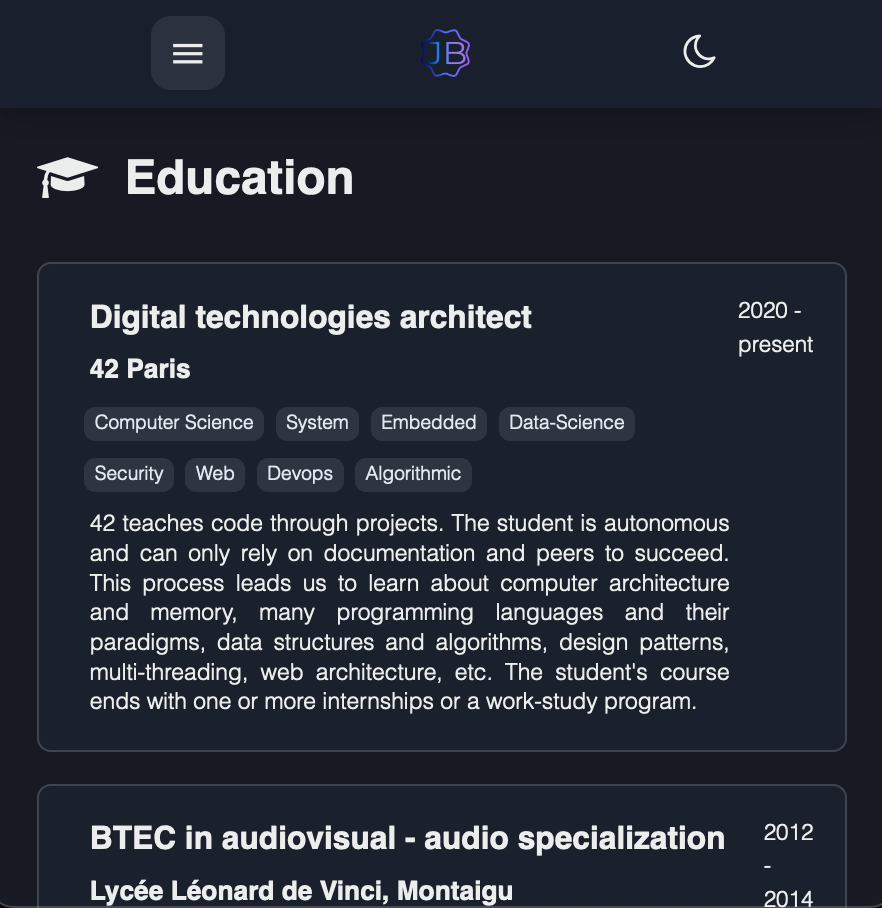 JB
Education
Digital technologies architect
2020 -
present
42 Paris
Computer Science System Embedded Data-Science
Security Web Devops Algorithmic
42 teaches code through projects. The student is autonomous
and can only rely on documentation and peers to succeed.
This process leads us to learn about computer architecture
and memory, many programming languages and their
paradigms, data structures and algorithms, design patterns,
multi-threading, web architecture, etc. The student's course
ends with one or more internships or a work-study program.
BTEC in audiovisual - audio specialization
2012
-
2014
Lycée Léonard de Vinci, Montaigu